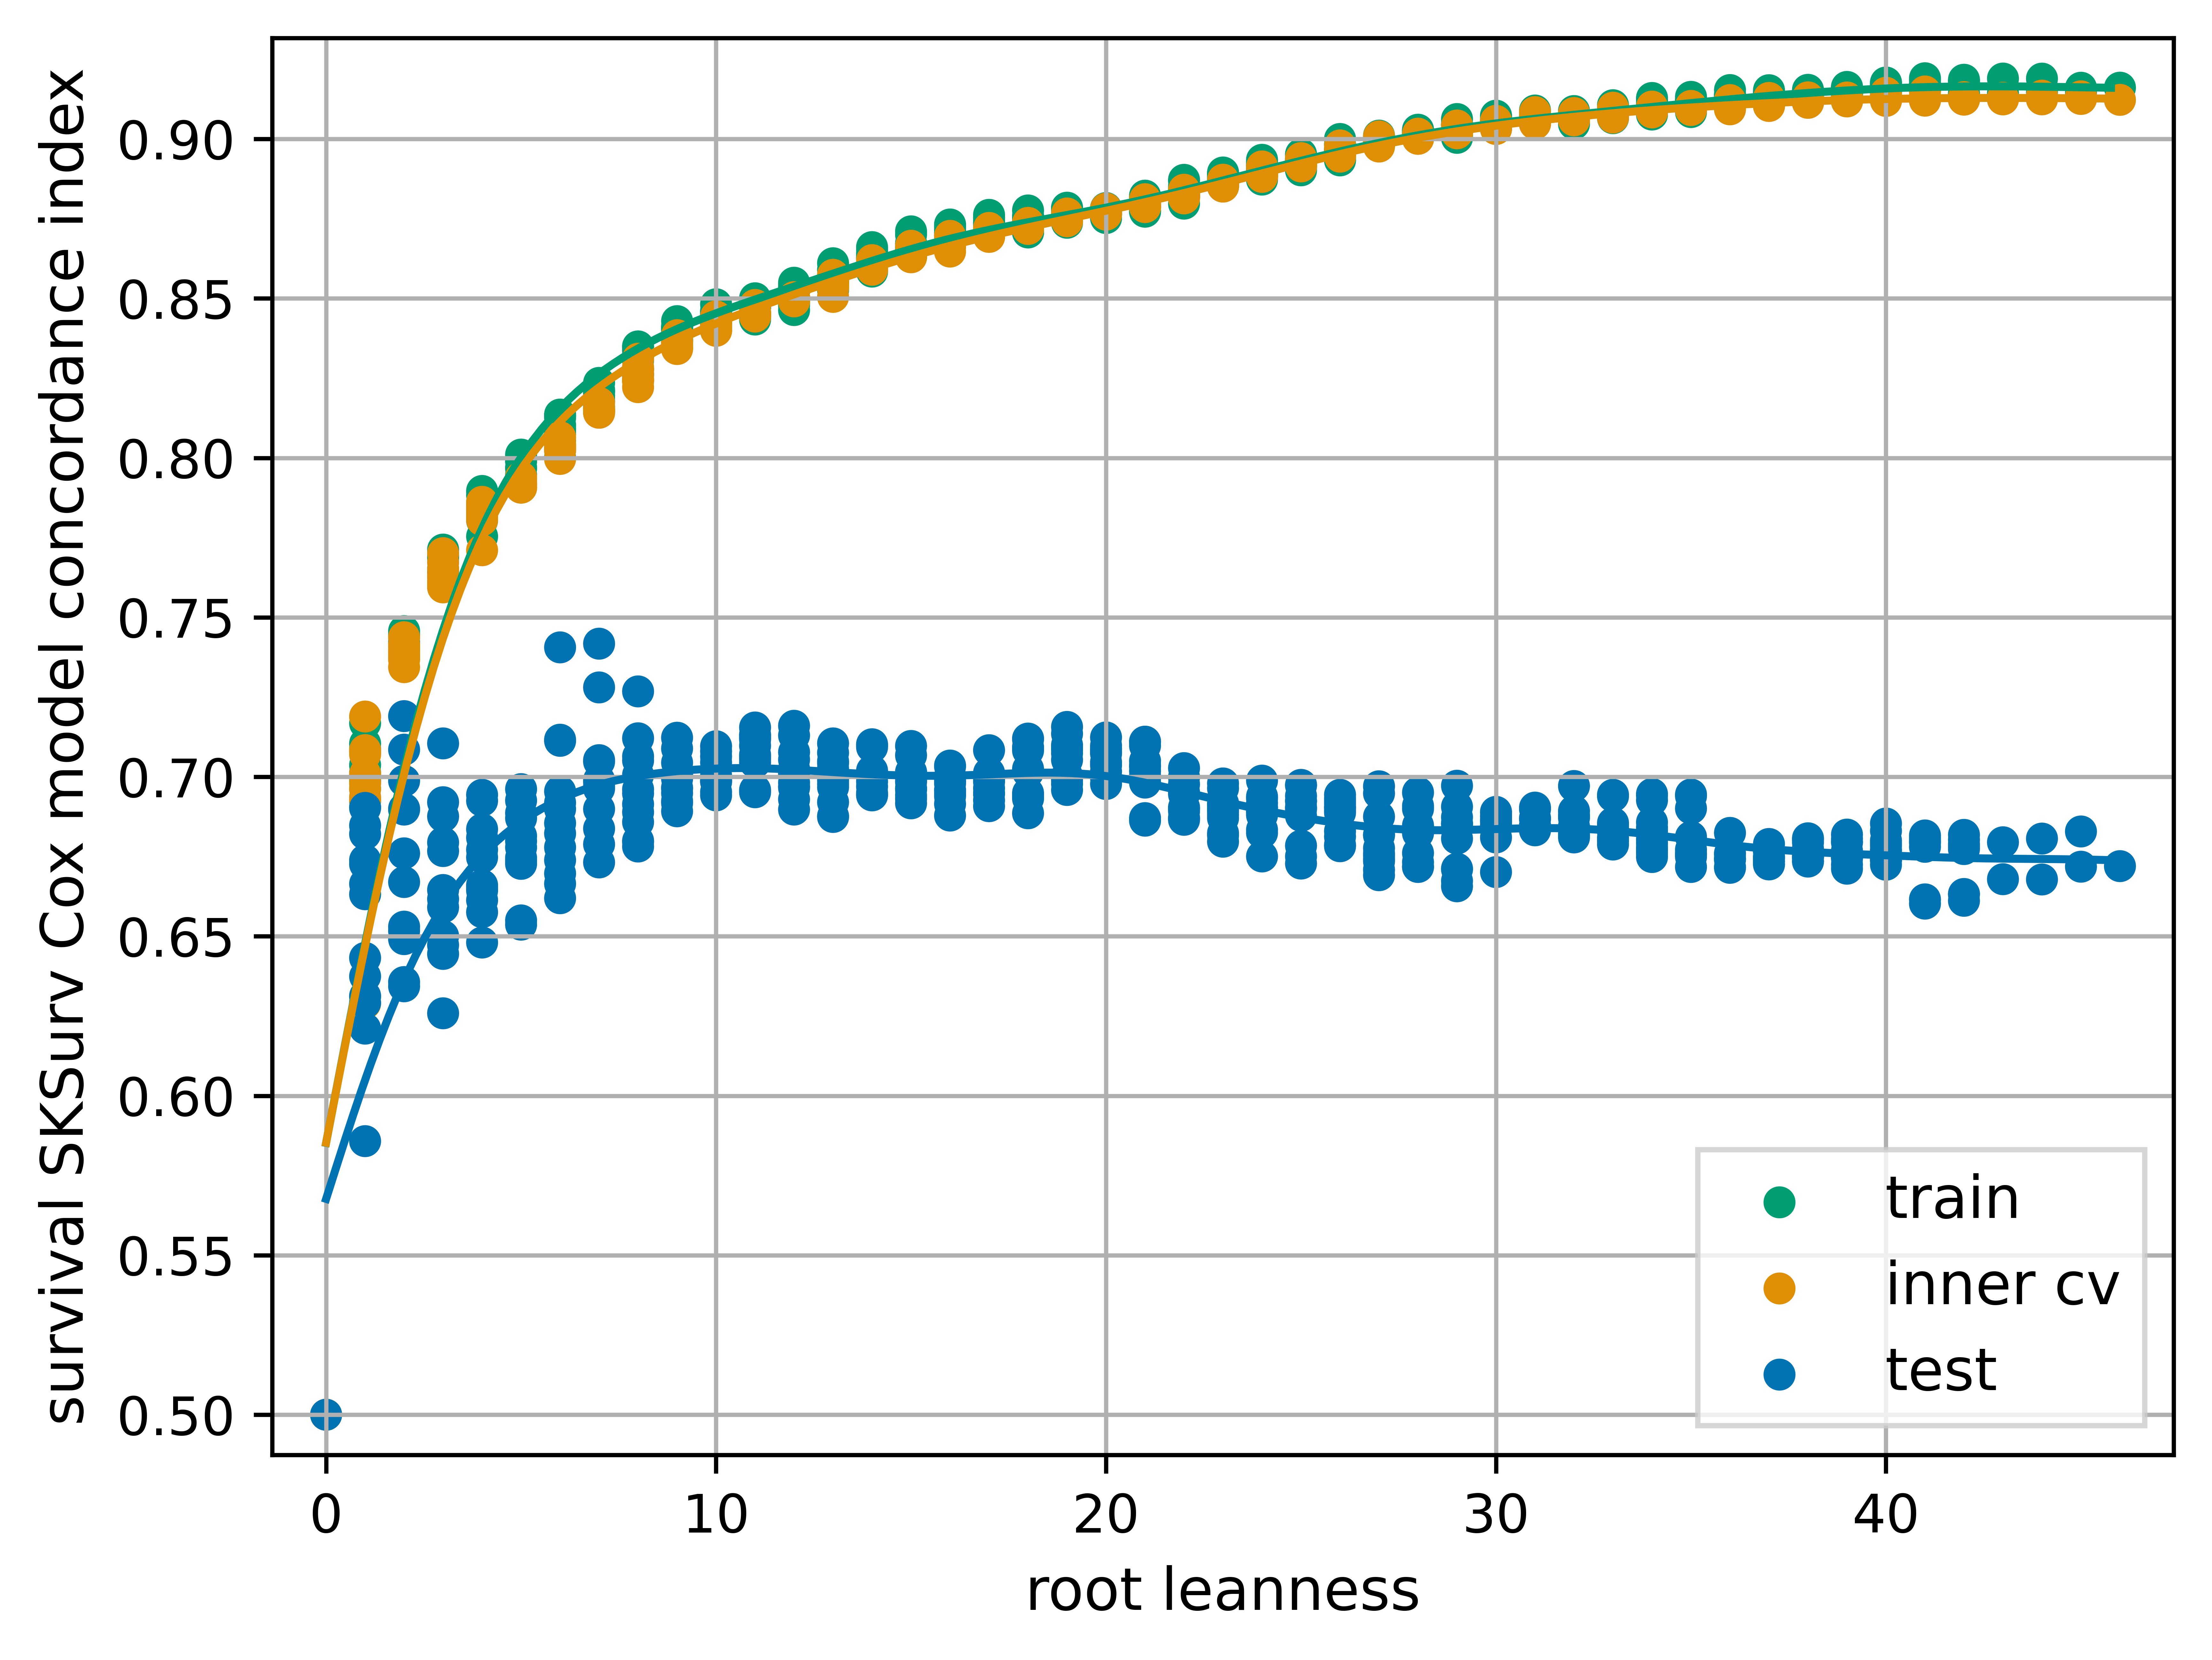 survival SKSurv Cox model concordance index
0.90
0.85
0.80
0.75
0.70
0.65
0.60
0.55
0.50
train
inner cv
test
0 10 20 30 40
root leanness